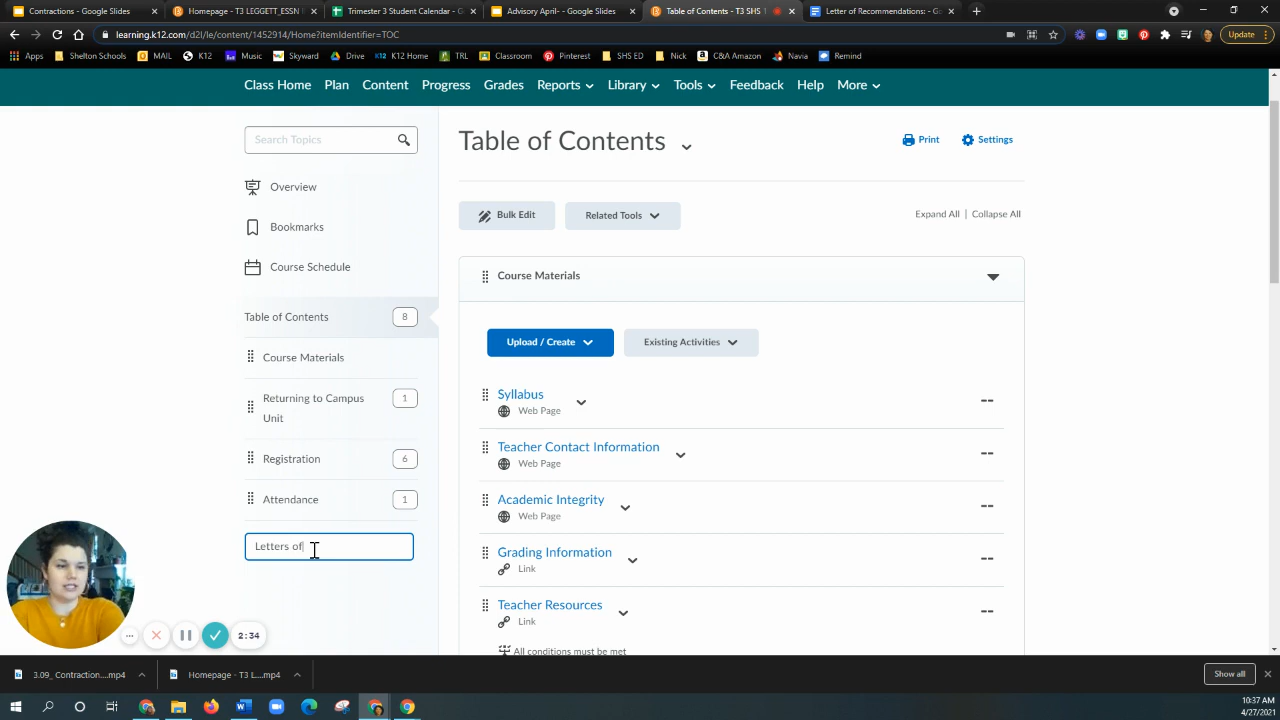 Contractions - Google Slides
Homepage - T3 LEGGETT_ESSN
Trimester 3 Student Calendar - G
Advisory April- Google Slides
Table of Contents - T3 SHS
Letter of Recommendations: - G
learning.k12.com/d2l/le/content/1452914/Home?itemIdentifier=TOC
Update
Apps
Shelton Schools
MAIL
K12
Music
Skyward
Drive
K12 Home
TRL
Classroom
Pinterest
SHS ED
Nick
C&A Amazon
Navia
Remind
Class Home
Plan
Content
Progress
Grades
Reports
Library
Tools
Feedback
Help
More
Search Topics
Overview
Bookmarks
Course Schedule
Table of Contents 8
Course Materials
Returning to Campus 1
Unit
Registration 6
Attendance 1
Letters of
Table of Contents
Print
Settings
Bulk Edit
Related Tools
Expand All | Collapse All
Course Materials
Upload / Create
Existing Activities
Syllabus
Web Page
--
Teacher Contact Information
Web Page
--
Academic Integrity
Web Page
--
Grading Information
Link
--
Teacher Resources
Link
--
All conditions must be met
2:34
3.09_ Contraction....mp4
Homepage - T3 L....mp4
Show all
10:37 AM
4/27/2021